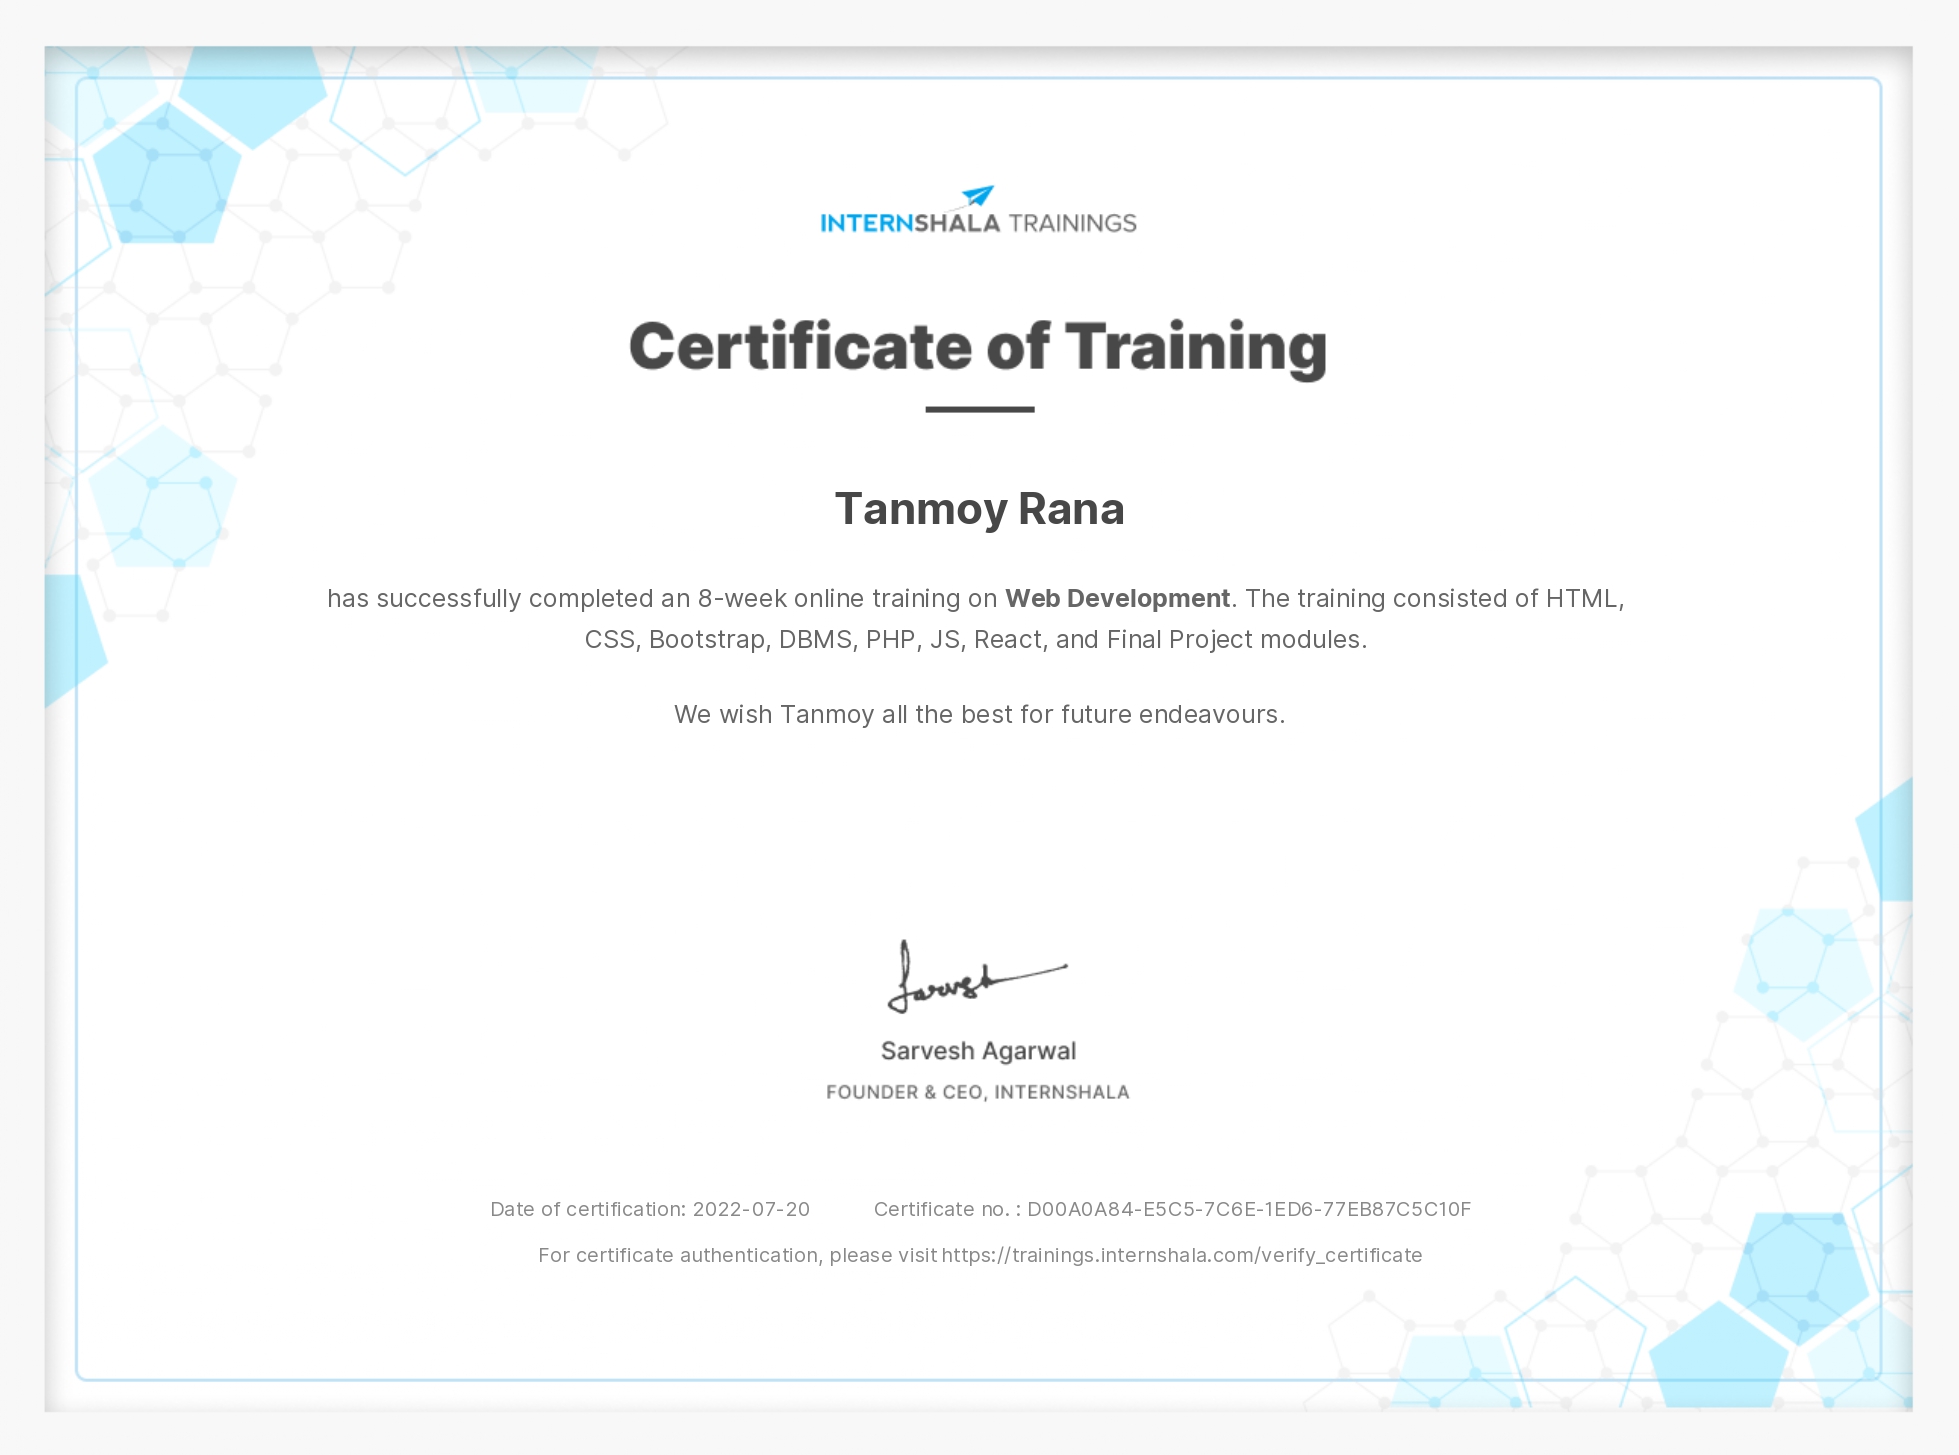 INTERNSHALA TRAININGS
Certificate of Training
Tanmoy Rana
has successfully completed an 8-week online training on Web Development. The training consisted of HTML,
CSS, Bootstrap, DBMS, PHP, JS, React, and Final Project modules.
We wish Tanmoy all the best for future endeavours.
Sarvesh
Sarvesh Agarwal
FOUNDER & CEO, INTERNSHALA
Date of certification: 2022-07-20 Certificate no. : D00A0A84-E5C5-7C6E-1ED6-77EB87C5C10F
For certificate authentication, please visit https://trainings.internshala.com/verify_certificate